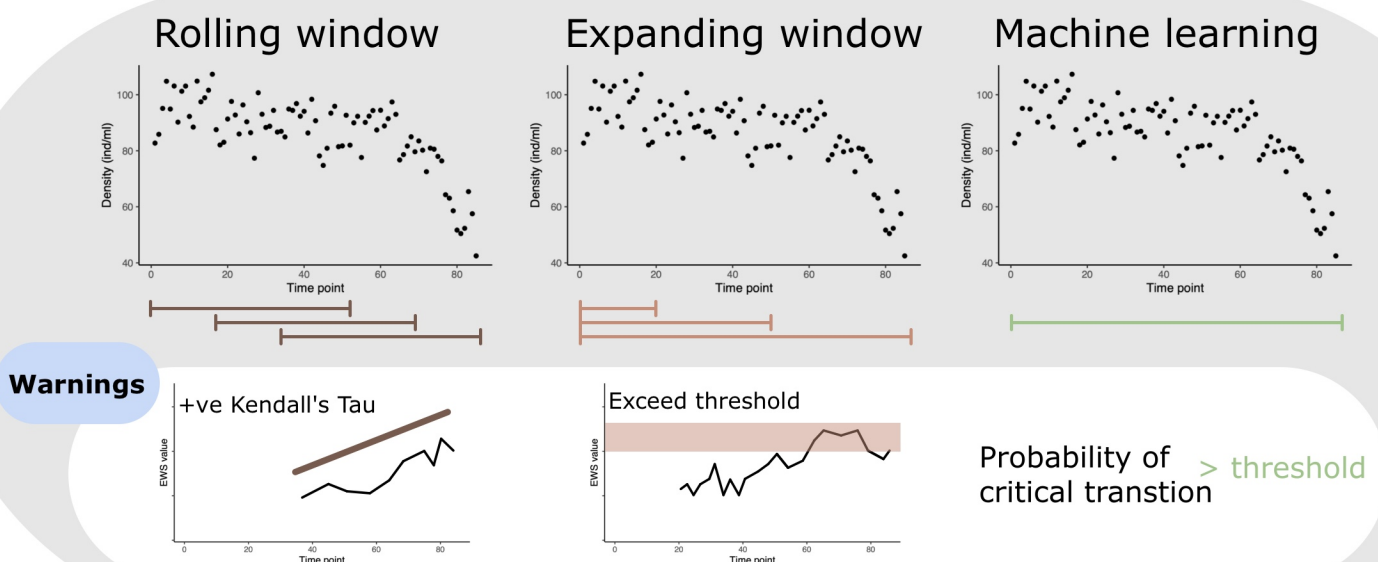 Rolling window
Expanding window
Machine learning
100
80
60
40
Density (ind/ml)
0
20
40
60
80
Time point
100
80
60
40
Density (ind/ml)
0
20
40
60
80
Time point
100
80
60
40
Density (ind/ml)
0
20
40
60
80
Time point
Warnings
+ve Kendall's Tau
EWS value
0
20
40
60
80
Time point
Exceed threshold
EWS value
0
20
40
60
80
Time point
Probability of
critical transtion
> threshold